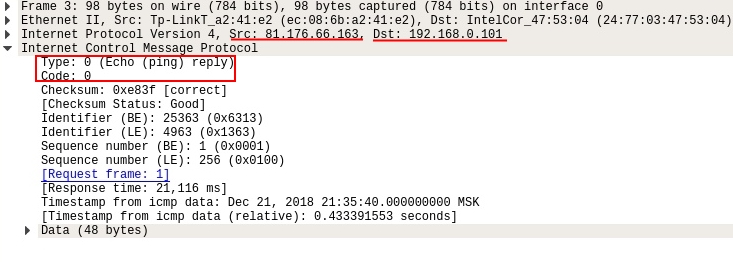 Frame 3: 98 bytes on wire (784 bits), 98 bytes captured (784 bits) on interface 0
Ethernet II, Src: Tp-LinkT_a2:41:e2 (ec:08:6b:a2:41:e2), Dst: IntelCor_47:53:04 (24:77:03:47:53:04)
Internet Protocol Version 4, Src: 81.176.66.163, Dst: 192.168.0.101
Internet Control Message Protocol
Type: 0 (Echo (ping) reply)
Code: 0
Checksum: 0xe83f [correct]
[Checksum Status: Good]
Identifier (BE): 25363 (0x6313)
Identifier (LE): 4963 (0x1363)
Sequence number (BE): 1 (0x0001)
Sequence number (LE): 256 (0x0100)
[Request frame: 1]
[Response time: 21,116 ms]
Timestamp from icmp data: Dec 21, 2018 21:35:40.000000000 MSK
[Timestamp from icmp data (relative): 0.433391553 seconds]
Data (48 bytes)